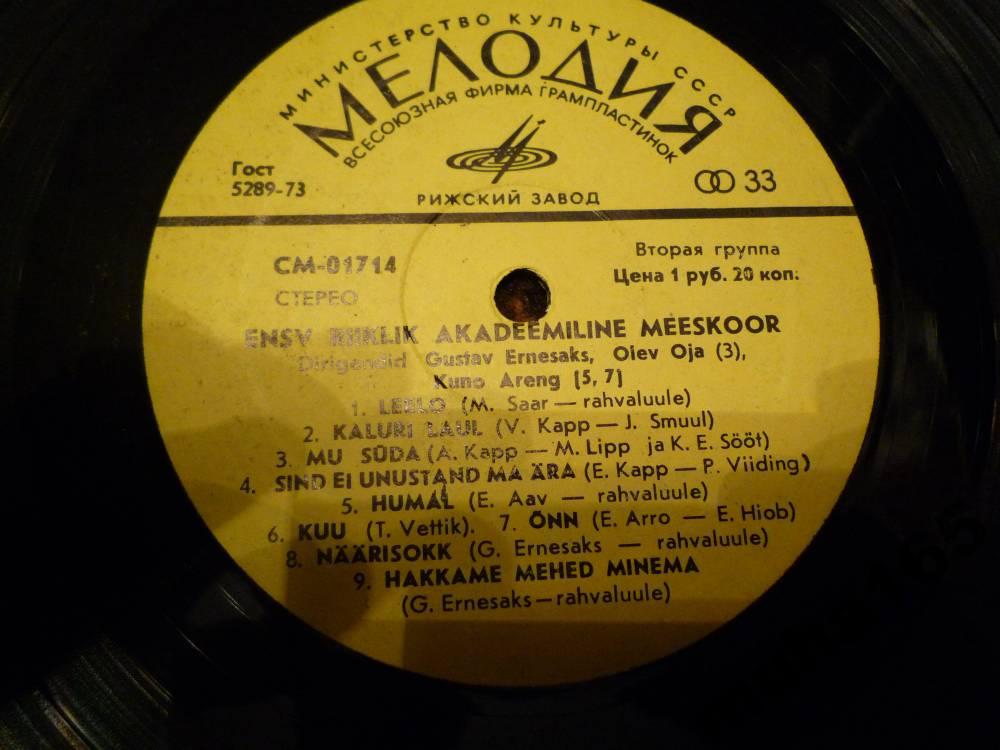 МИНИСТЕРСТВО КУЛЬТУРЫ СССР
МЕЛОДИЯ
ВСЕСОЮЗНАЯ ФИРМА ГРАМПЛАСТИНОК
Гост
5289-73
33
РИЖСКИЙ ЗАВОД
СМ-01714
СТЕРЕО
Вторая группа
Цена 1 руб. 20 коп.
ENSV RIIKLIK AKADEEMILINE MEESKOOR
Dirigendid Gustav Ernesaks, Olev Oja (3),
Kuno Areng [5, 7]
1. LEELO (M. Saar — rahvaluule)
2. KALURI LAUL (V. Kapp — J. Smuul)
3. MU SÜDA (A. Kapp — M. Lipp ja K. E. Sööt)
4. SIND EI UNUSTAND MA ÄRA (E. Kapp — P. Viiding)
5. HUMAL (E. Aav — rahvaluule)
6. KUU (T. Vettik). 7. ÕNN (E. Arro — E. Hiob)
8. NÄÄRISOKK (G. Ernesaks — rahvaluule)
9. HAKKAME MEHED MINEMA
(G. Ernesaks — rahvaluule)